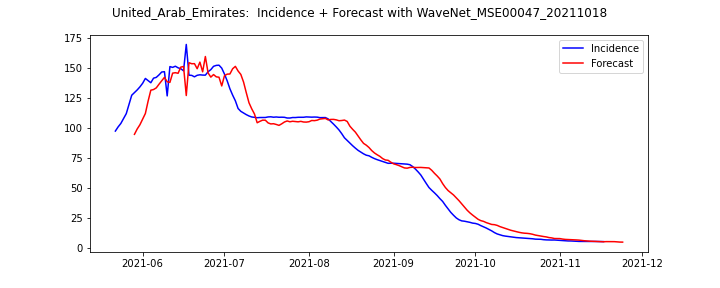 United_Arab_Emirates:  Incidence + Forecast with WaveNet_MSE00047_20211018
175
150
125
100
75
50
25
0
Incidence
Forecast
2021-06 2021-07 2021-08 2021-09 2021-10 2021-11 2021-12